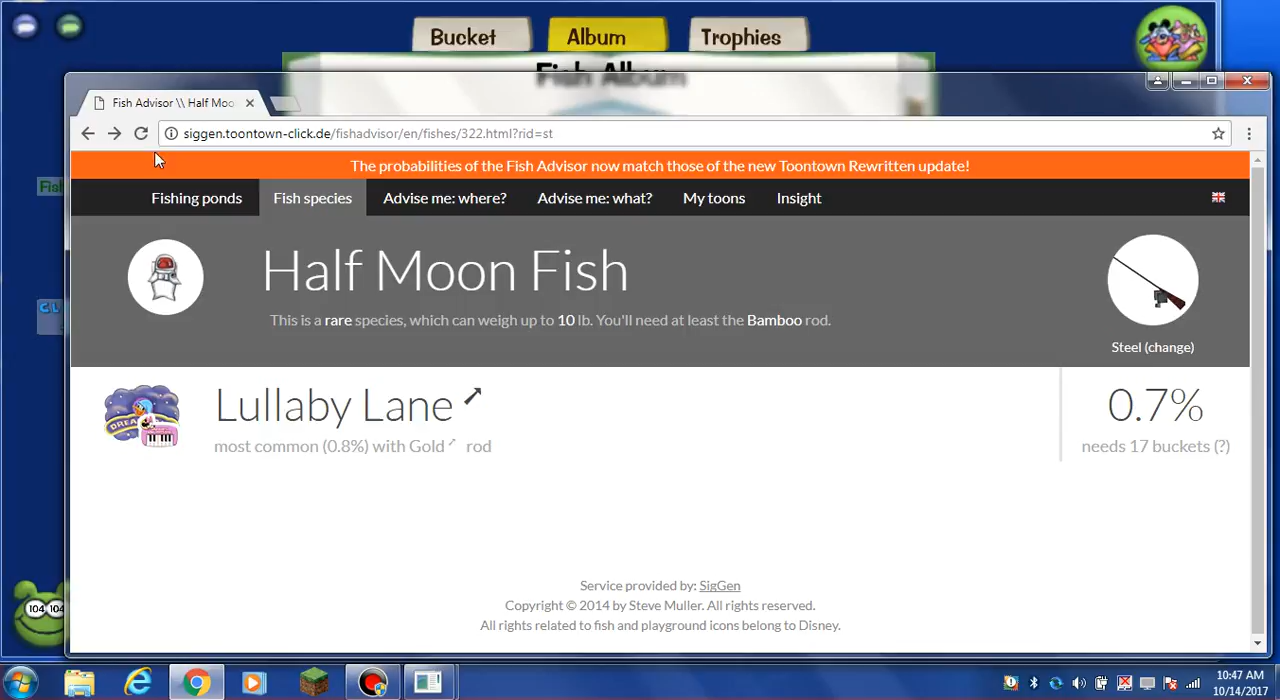 Bucket Album Trophies
Fish Album
Fish Advisor \\ Half Moo
siggen.toontown-click.de/fishadvisor/en/fishes/322.html?rid=st
The probabilities of the Fish Advisor now match those of the new Toontown Rewritten update!
Fishing ponds Fish species Advise me: where? Advise me: what? My toons Insight
Half Moon Fish
This is a rare species, which can weigh up to 10 lb. You'll need at least the Bamboo rod.
Steel (change)
Lullaby Lane
most common (0.8%) with Gold rod
0.7%
needs 17 buckets (?)
Service provided by: SigGen
Copyright © 2014 by Steve Muller. All rights reserved.
All rights related to fish and playground icons belong to Disney.
Fis
CL
104 104
10:47 AM
10/14/2017